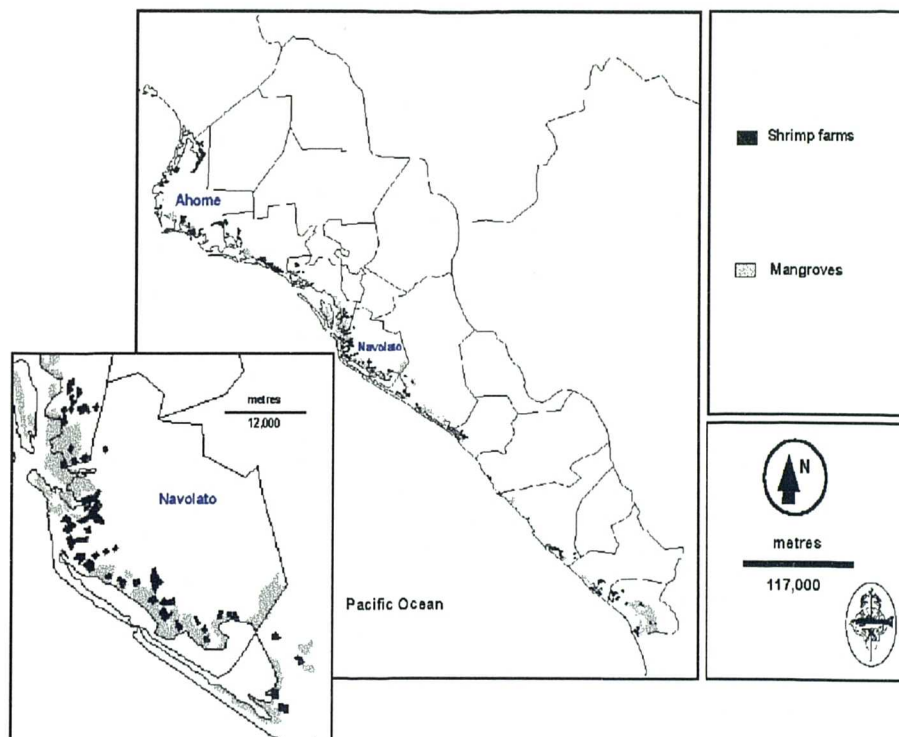 Ahome
Navolato
Pacific Ocean
metres
12,000
Navolato
Shrimp farms
Mangroves
N
metres
117,000